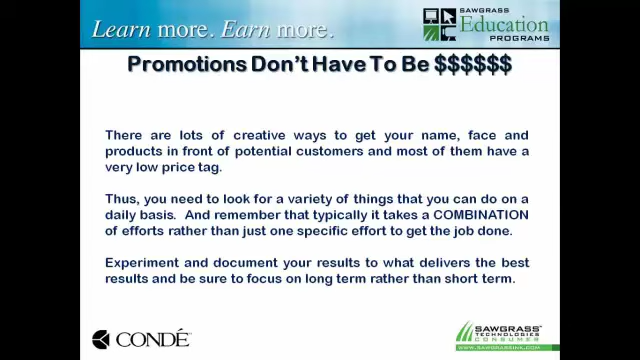 Learn more. Earn more.
SAWGRASS
Education
PROGRAMS
Promotions Don't Have To Be $$$$$$
There are lots of creative ways to get your name, face and
products in front of potential customers and most of them have a
very low price tag.
Thus, you need to look for a variety of things that you can do on a
daily basis. And remember that typically it takes a COMBINATION
of efforts rather than just one specific effort to get the job done.
Experiment and document your results to what delivers the best
results and be sure to focus on long term rather than short term.
CONDÉ
SAWGRASS
TECHNOLOGIES
CONSUMER
WWW.SAWGRASSINK.COM